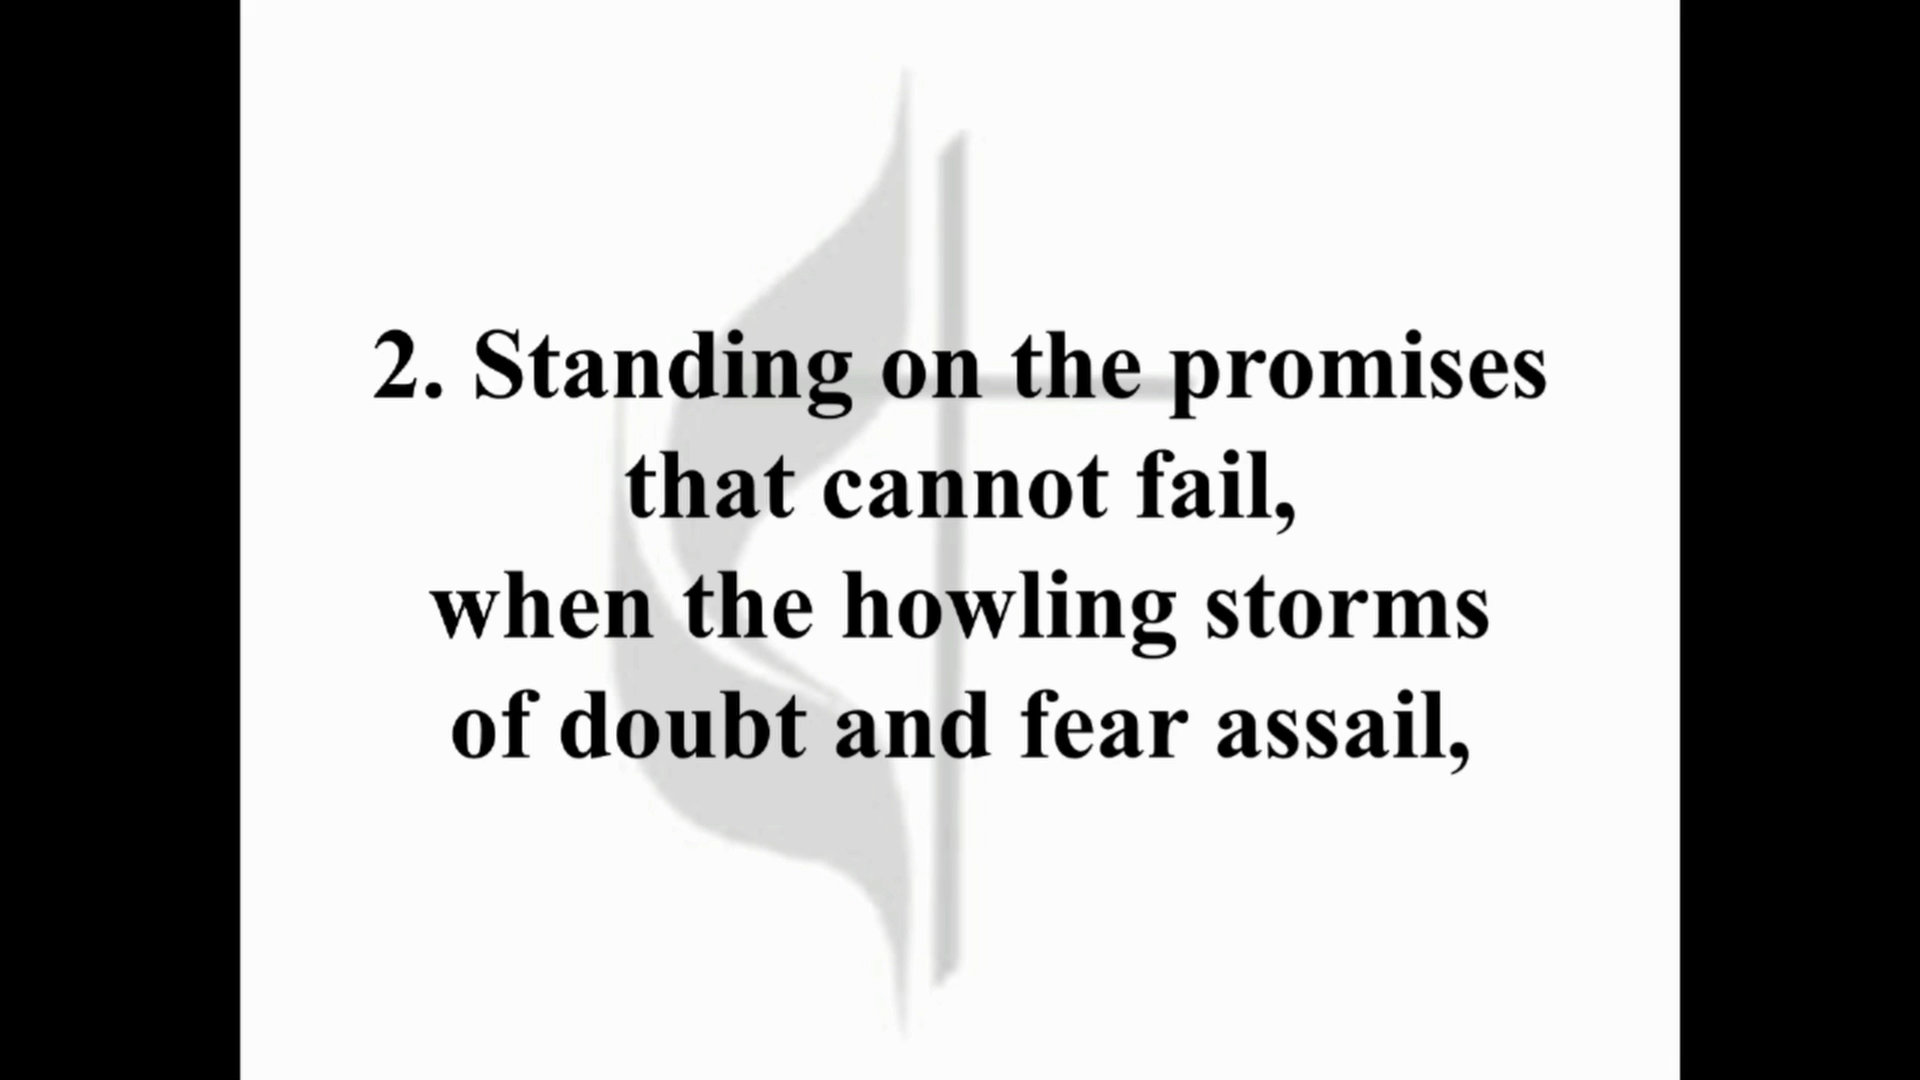 2. Standing on the promises
that cannot fail,
when the howling storms
of doubt and fear assail,